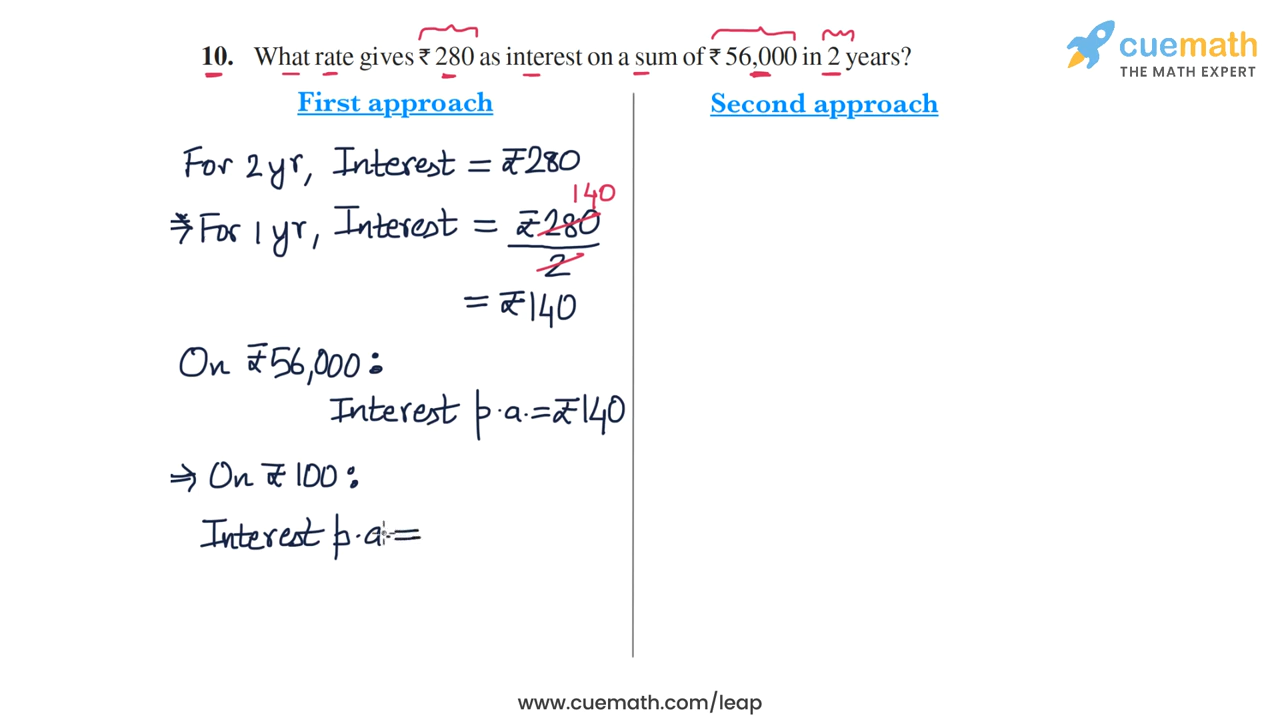 10. What rate gives ₹ 280 as interest on a sum of ₹ 56,000 in 2 years?
cuemath
THE MATH EXPERT
First approach
For 2 yr, Interest = ₹280
140
⇒ For 1 yr, Interest = ₹280
2
= ₹140
On ₹56,000:
Interest p.a. = ₹140
⇒ On ₹100:
Interest p.a. =
Second approach
www.cuemath.com/leap